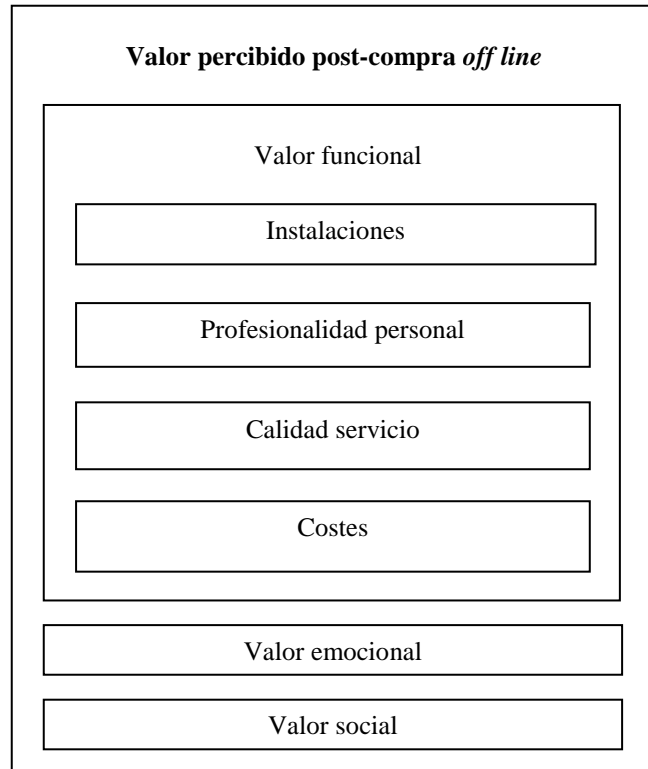 Valor percibido post-compra off line
Valor funcional
Instalaciones
Profesionalidad personal
Calidad servicio
Costes
Valor emocional
Valor social